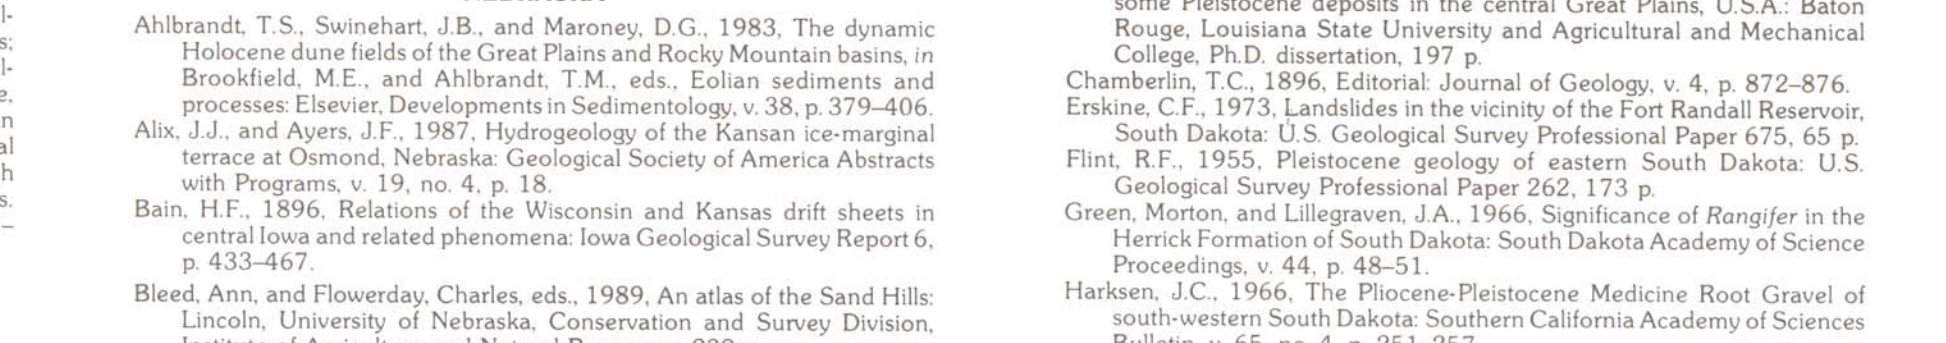 Ahlbrandt, T.S., Swinehart, J.B., and Maroney, D.G., 1983, The dynamic
Holocene dune fields of the Great Plains and Rocky Mountain basins, in
Brookfield, M.E., and Ahlbrandt, T.M., eds., Eolian sediments and
processes: Elsevier, Developments in Sedimentology, v. 38, p. 379–406.
Alix, J.J., and Ayers, J.F., 1987, Hydrogeology of the Kansan ice-marginal
terrace at Osmond, Nebraska: Geological Society of America Abstracts
with Programs, v. 19, no. 4, p. 18.
Bain, H.F., 1896, Relations of the Wisconsin and Kansas drift sheets in
central Iowa and related phenomena: Iowa Geological Survey Report 6,
p. 433–467.
Bleed, Ann, and Flowerday, Charles, eds., 1989, An atlas of the Sand Hills:
Lincoln, University of Nebraska, Conservation and Survey Division,
some Pleistocene deposits in the central Great Plains, U.S.A.: Baton
Rouge, Louisiana State University and Agricultural and Mechanical
College, Ph.D. dissertation, 197 p.
Chamberlin, T.C., 1896, Editorial: Journal of Geology, v. 4, p. 872–876.
Erskine, C.F., 1973, Landslides in the vicinity of the Fort Randall Reservoir,
South Dakota: U.S. Geological Survey Professional Paper 675, 65 p.
Flint, R.F., 1955, Pleistocene geology of eastern South Dakota: U.S.
Geological Survey Professional Paper 262, 173 p.
Green, Morton, and Lillegraven, J.A., 1966, Significance of Rangifer in the
Herrick Formation of South Dakota: South Dakota Academy of Science
Proceedings, v. 44, p. 48–51.
Harksen, J.C., 1966, The Pliocene-Pleistocene Medicine Root Gravel of
south-western South Dakota: Southern California Academy of Sciences